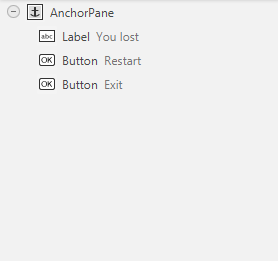 AnchorPane
abc Label You lost
OK Button Restart
OK Button Exit